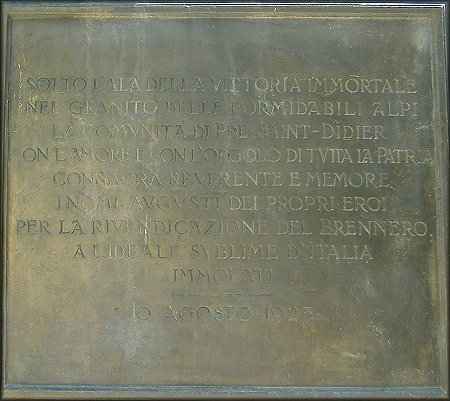 SOTTO L'ALA DELLA VITTORIA IMMORTALE
NEL GRANITO DELLE FORMIDABILI ALPI
LA COMUNITA DI PRE-SAINT-DIDIER
CON L'AMORE E CON L'ORGOGLIO DI TUTTA LA PATRIA
CONSACRA REVERENTE E MEMORE
I NOMI AUGUSTI DEI PROPRI EROI
PER LA RIVENDICAZIONE DEL BRENNERO
A L'IDEALE SUBLIME D'ITALIA
IMMOLATI
10 AGOSTO